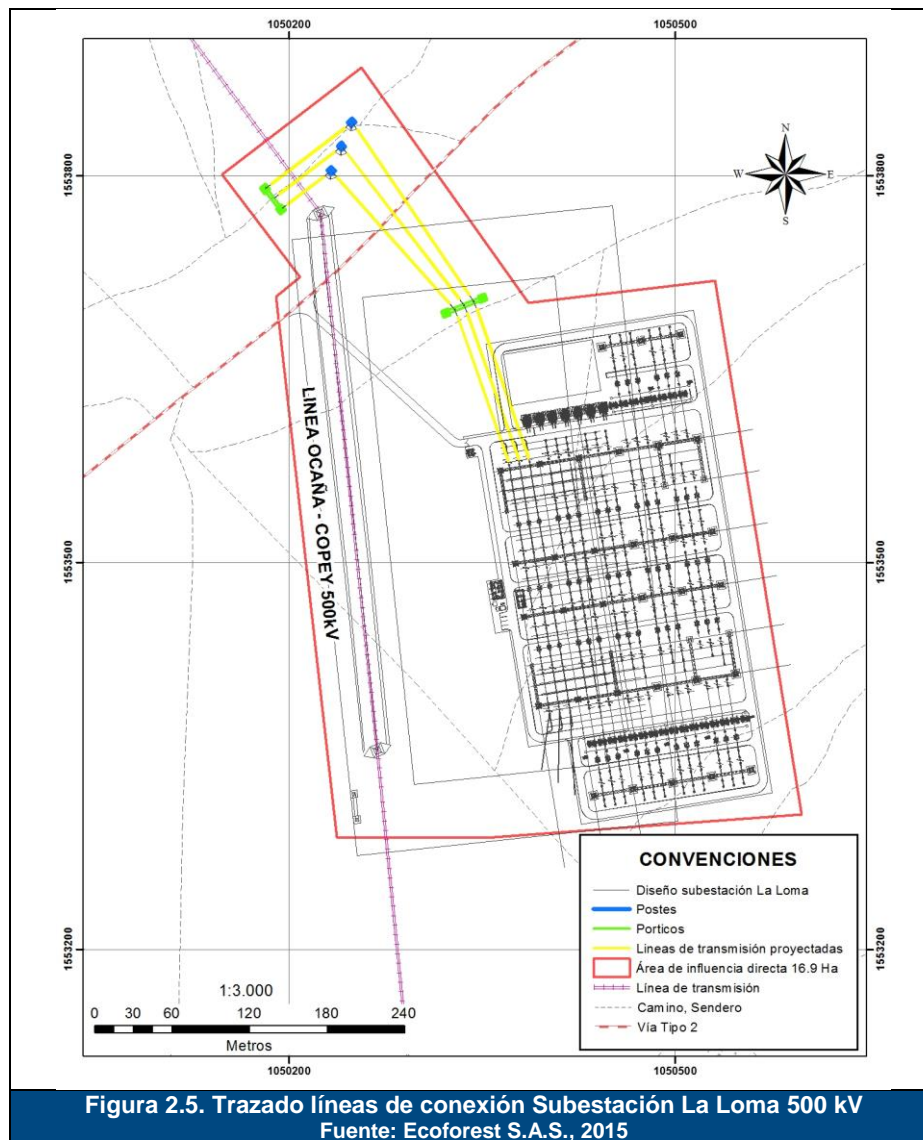 1050200
1050500
1553800
1553800
N
W
E
S
LINEA OCAÑA - COPEY 500kV
1553500
1553500
CONVENCIONES
Diseño subestación La Loma
Postes
Porticos
Lineas de transmisión proyectadas
Área de influencia directa 16.9 Ha
Línea de transmisión
Camino, Sendero
Vía Tipo 2
1553200
1553200
1:3.000
0 15 30 60 120 180 240
Metros
1050200
1050500
Figura 2.5. Trazado líneas de conexión Subestación La Loma 500 kV
Fuente: Ecoforest S.A.S., 2015